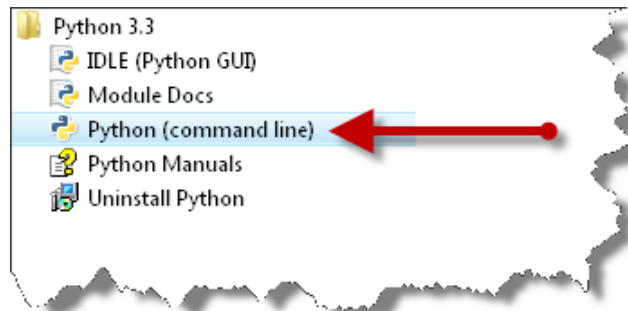 Python 3.3
IDLE (Python GUI)
Module Docs
Python (command line)
Python Manuals
Uninstall Python